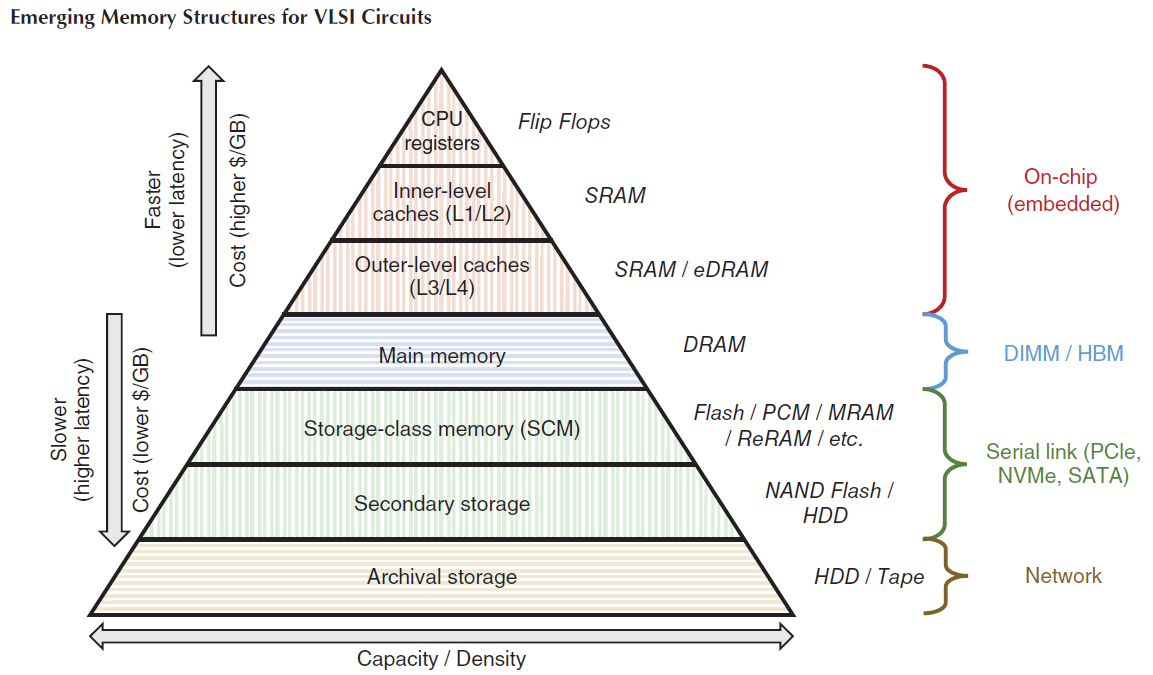 Emerging Memory Structures for VLSI Circuits
Faster
(lower latency)
Cost (higher $/GB)
Slower
(higher latency)
Cost (lower $/GB)
CPU
registers
Flip Flops
Inner-level
caches (L1/L2)
SRAM
Outer-level caches
(L3/L4)
SRAM / eDRAM
Main memory
DRAM
Storage-class memory (SCM)
Flash / PCM / MRAM
/ ReRAM / etc.
Secondary storage
NAND Flash /
HDD
Archival storage
HDD / Tape
On-chip
(embedded)
DIMM / HBM
Serial link (PCIe,
NVMe, SATA)
Network
Capacity / Density